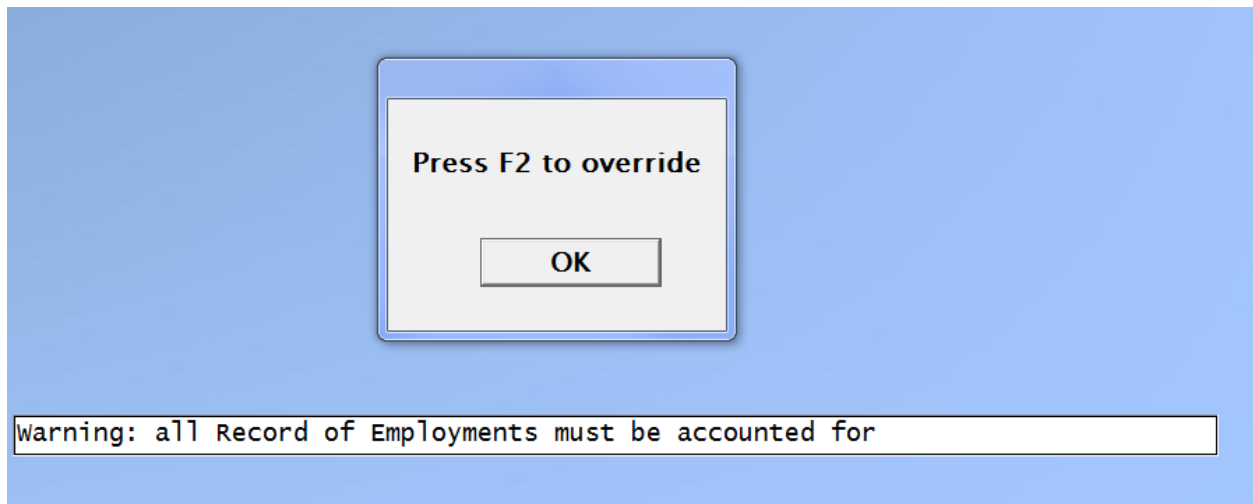 Press F2 to override
OK
Warning: all Record of Employments must be accounted for